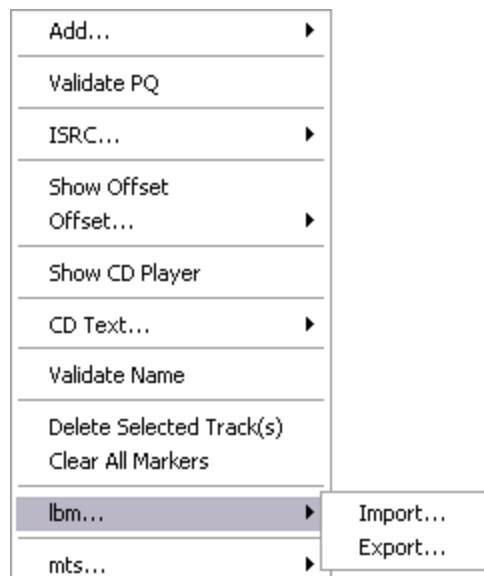 Add...
Validate PQ
ISRC...
Show Offset
Offset...
Show CD Player
CD Text...
Validate Name
Delete Selected Track(s)
Clear All Markers
lbm...
Import...
Export...
mts...